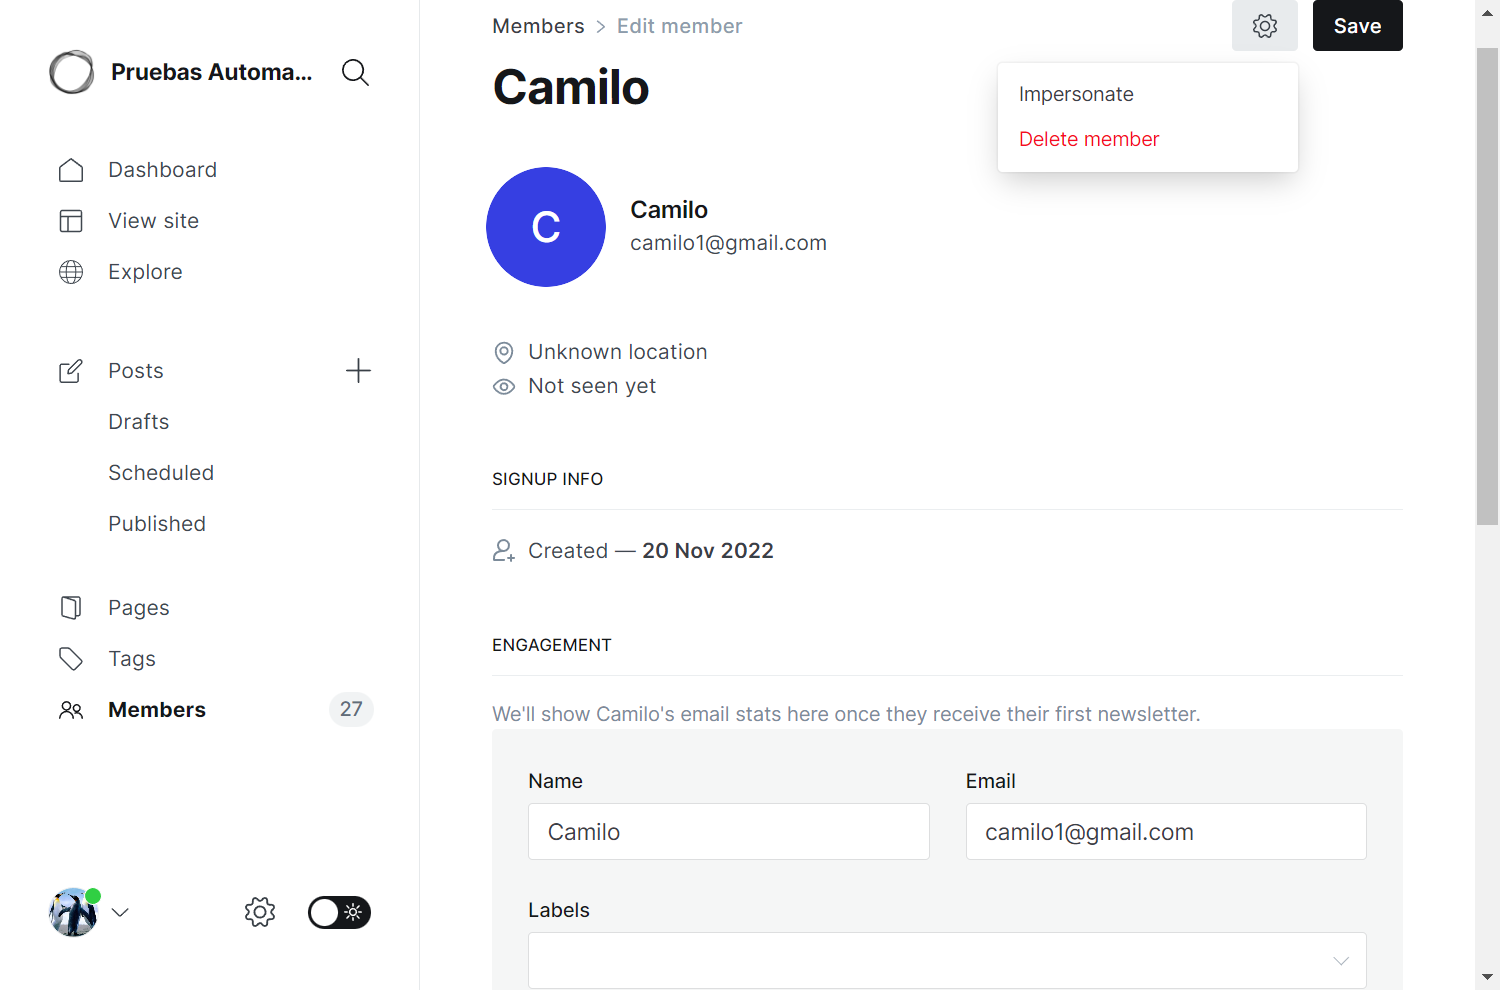 Pruebas Automa...
Dashboard
View site
Explore
Posts
Drafts
Scheduled
Published
Pages
Tags
Members
27
Members > Edit member
Save
Camilo
Impersonate
Delete member
C
Camilo
camilo1@gmail.com
Unknown location
Not seen yet
SIGNUP INFO
Created — 20 Nov 2022
ENGAGEMENT
We'll show Camilo's email stats here once they receive their first newsletter.
Name
Email
Camilo
camilo1@gmail.com
Labels